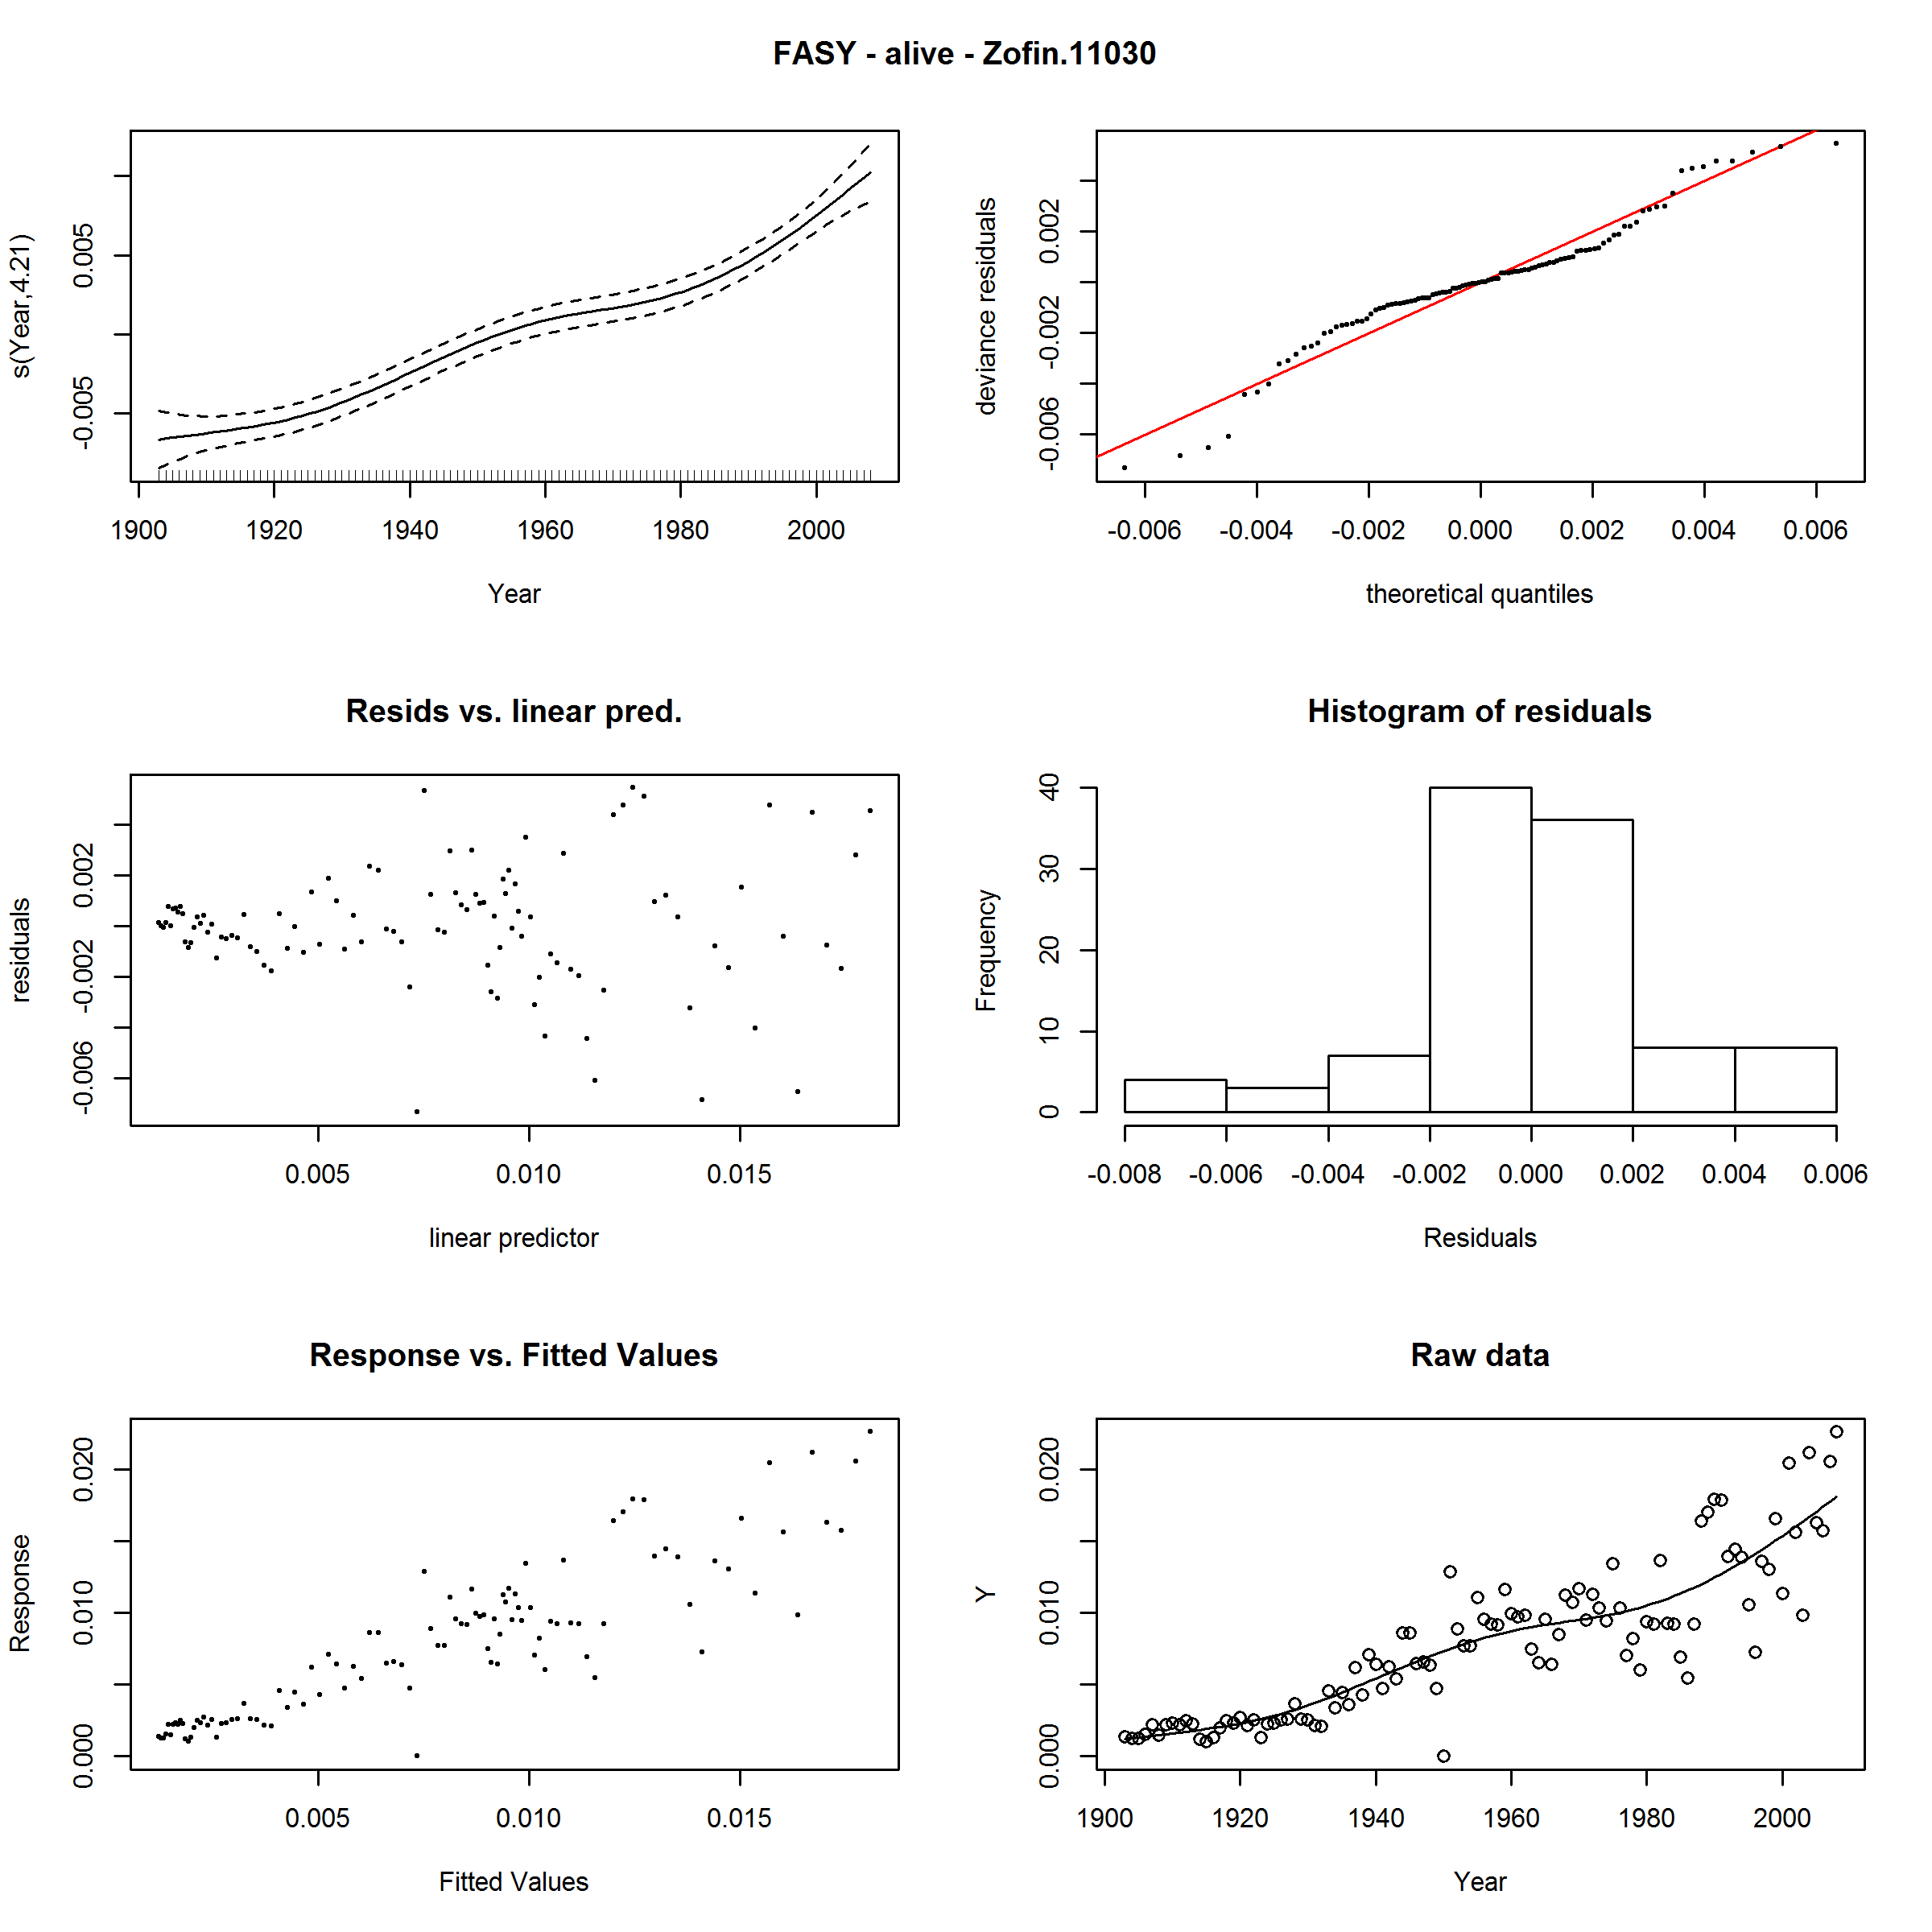 FASY - alive - Zofin.11030
s(Year,4.21)
-0.005 0.005
1900 1920 1940 1960 1980 2000
Year
deviance residuals
-0.006 -0.002 0.002
-0.006 -0.004 -0.002 0.000 0.002 0.004 0.006
theoretical quantiles
Resids vs. linear pred.
residuals
-0.006 -0.002 0.002
0.005 0.010 0.015
linear predictor
Histogram of residuals
Frequency
0 10 20 30 40
-0.008 -0.006 -0.004 -0.002 0.000 0.002 0.004 0.006
Residuals
Response vs. Fitted Values
Response
0.000 0.010 0.020
0.005 0.010 0.015
Fitted Values
Raw data
Y
0.000 0.010 0.020
1900 1920 1940 1960 1980 2000
Year